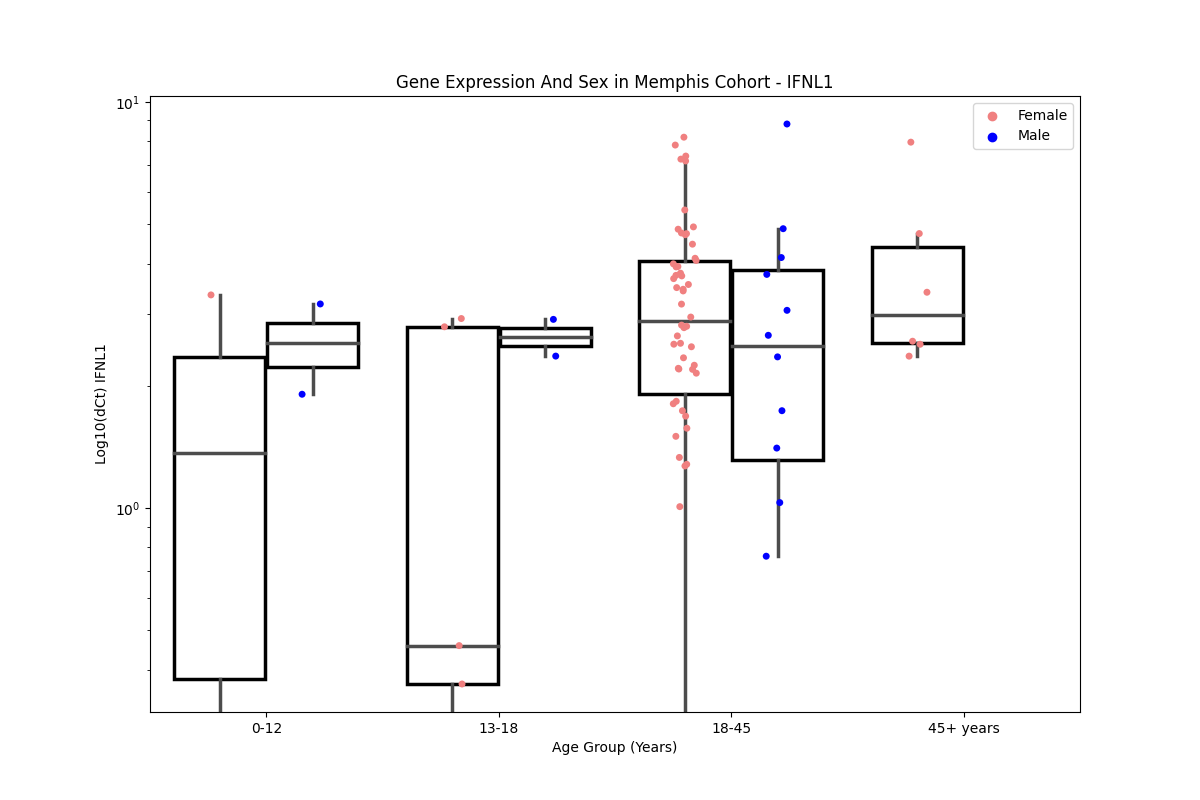 Gene Expression And Sex in Memphis Cohort - IFNL1
Female
Male
10¹
10⁰
Log10(dCt) IFNL1
0-12
13-18
18-45
45+ years
Age Group (Years)